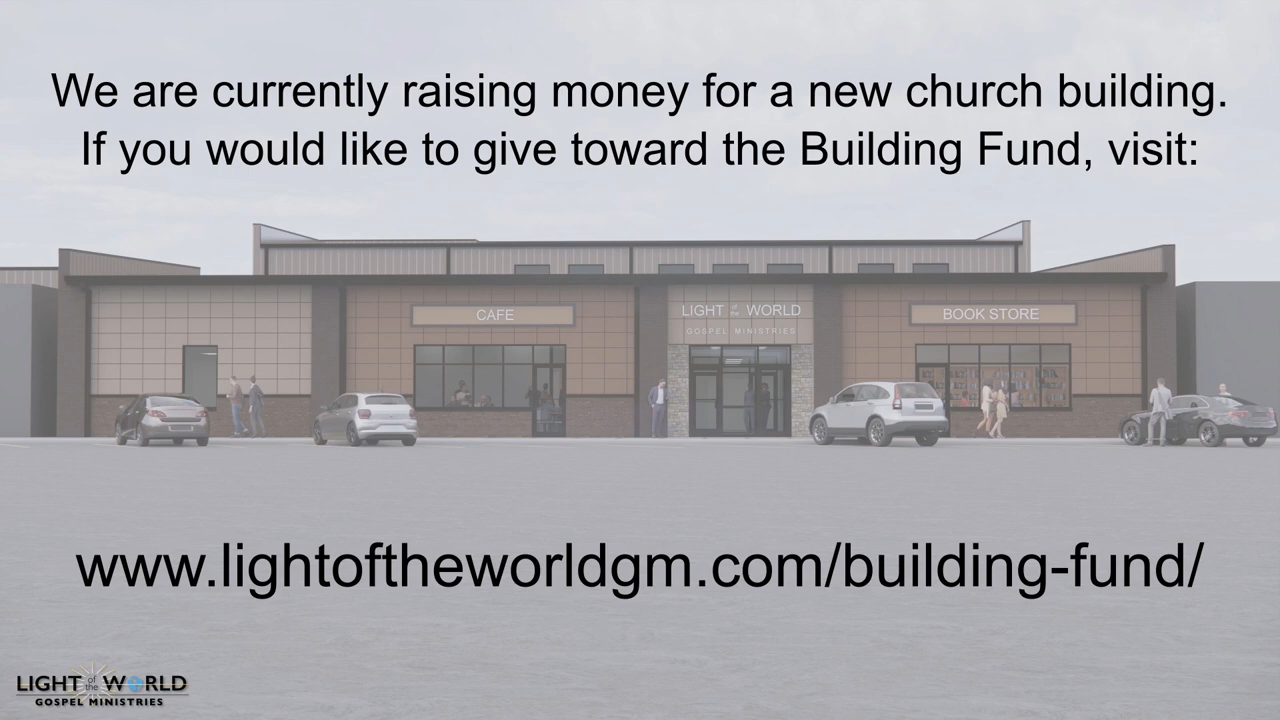 We are currently raising money for a new church building.
If you would like to give toward the Building Fund, visit:
CAFE
LIGHT of the WORLD
GOSPEL MINISTRIES
BOOK STORE
www.lightoftheworldgm.com/building-fund/
LIGHT of the WORLD
GOSPEL MINISTRIES